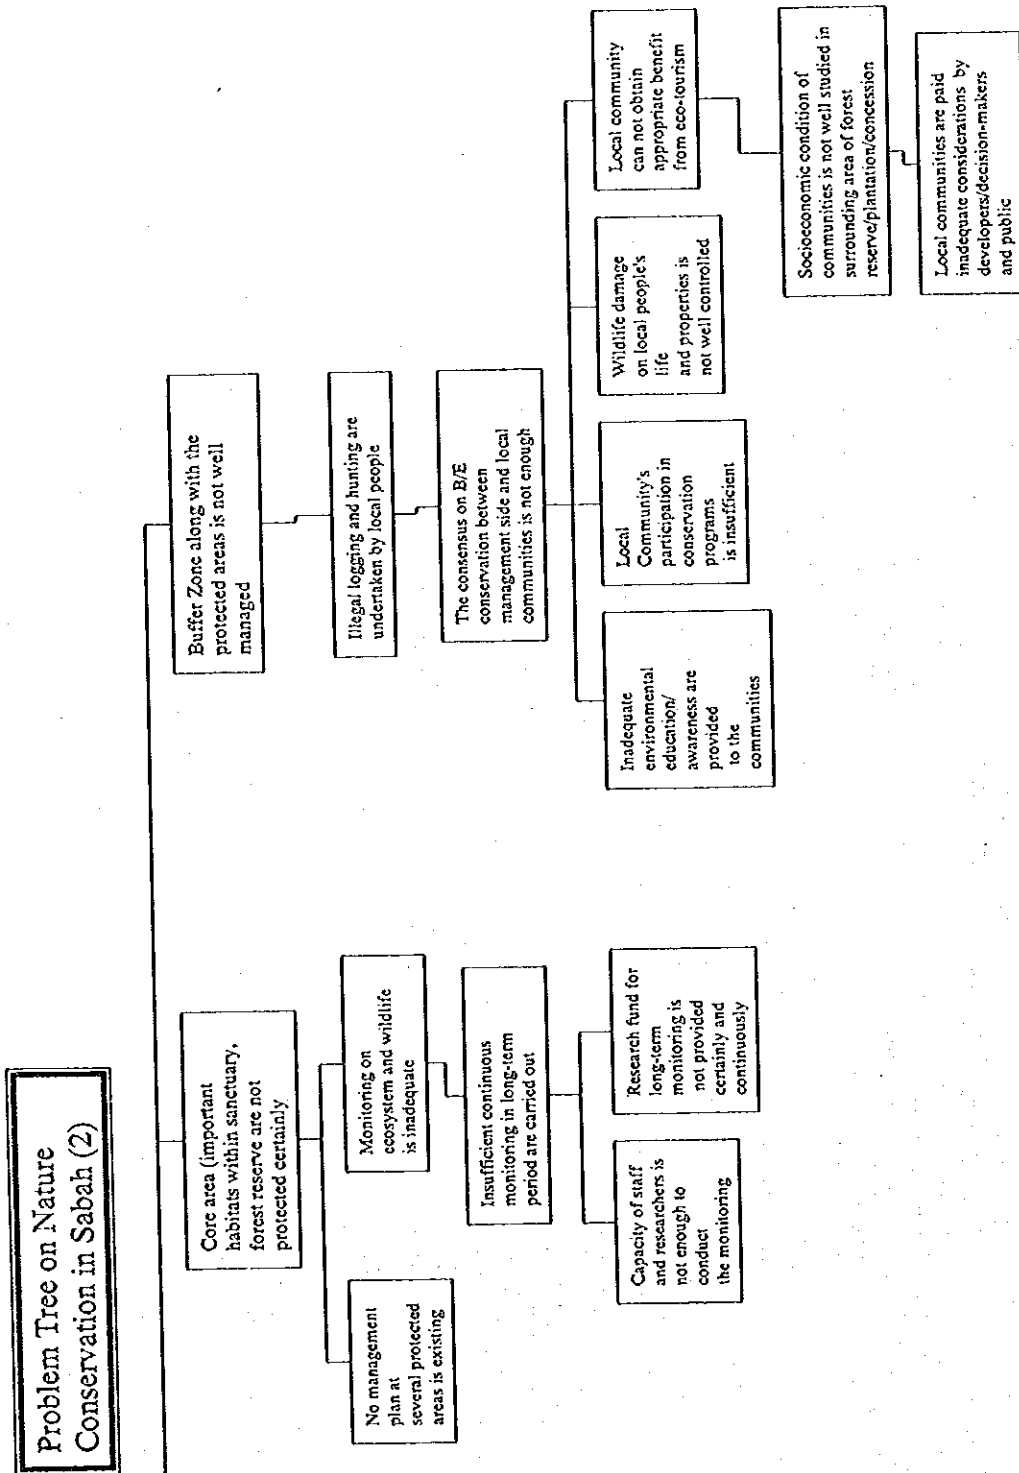 Problem Tree on Nature
Conservation in Sabah (2)
Core area (important
habitats within sanctuary,
forest reserve are not
protected certainly
Buffer Zone along with the
protected areas is not well
managed
No management
plan at
several protected
areas is existing
Monitoring on
ecosystem and wildlife
is inadequate
Illegal logging and hunting are
undertaken by local people
Insufficient continuous
monitoring in long-term
period are carried out
The consensus on B/E
conservation between
management side and local
communities is not enough
Capacity of staff
and researchers is
not enough to
conduct
the monitoring
Research fund for
long-term
monitoring is
not provided
certainly and
continuously
Inadequate
environmental
education/
awareness are
provided
to the
communities
Local
Community's
participation in
conservation
programs
is insufficient
Wildlife damage
on local people's
life
and properties is
not well controlled
Local community
can not obtain
appropriate benefit
from eco-tourism
Socioeconomic condition of
communities is not well studied in
surrounding area of forest
reserve/plantation/concession
Local communities are paid
inadequate considerations by
developers/decision-makers
and public